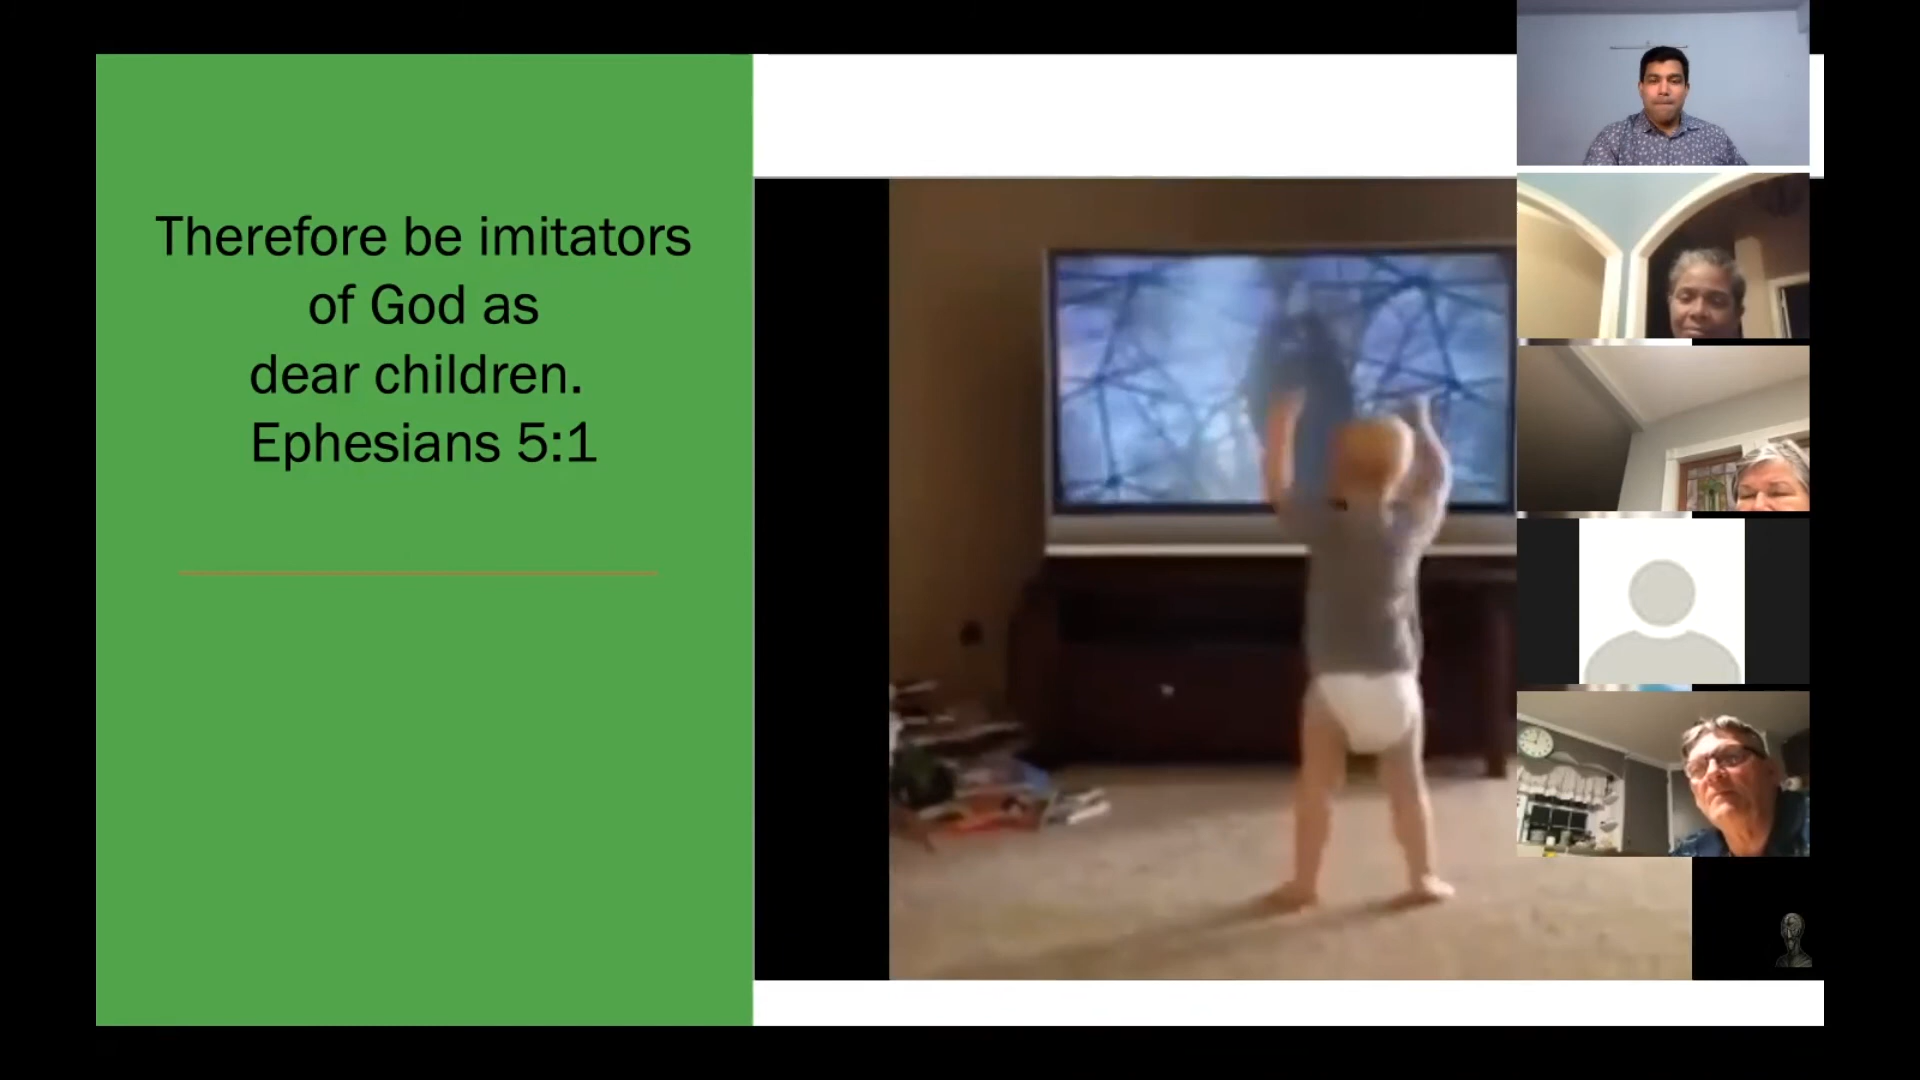 Therefore be imitators
of God as
dear children.
Ephesians 5:1